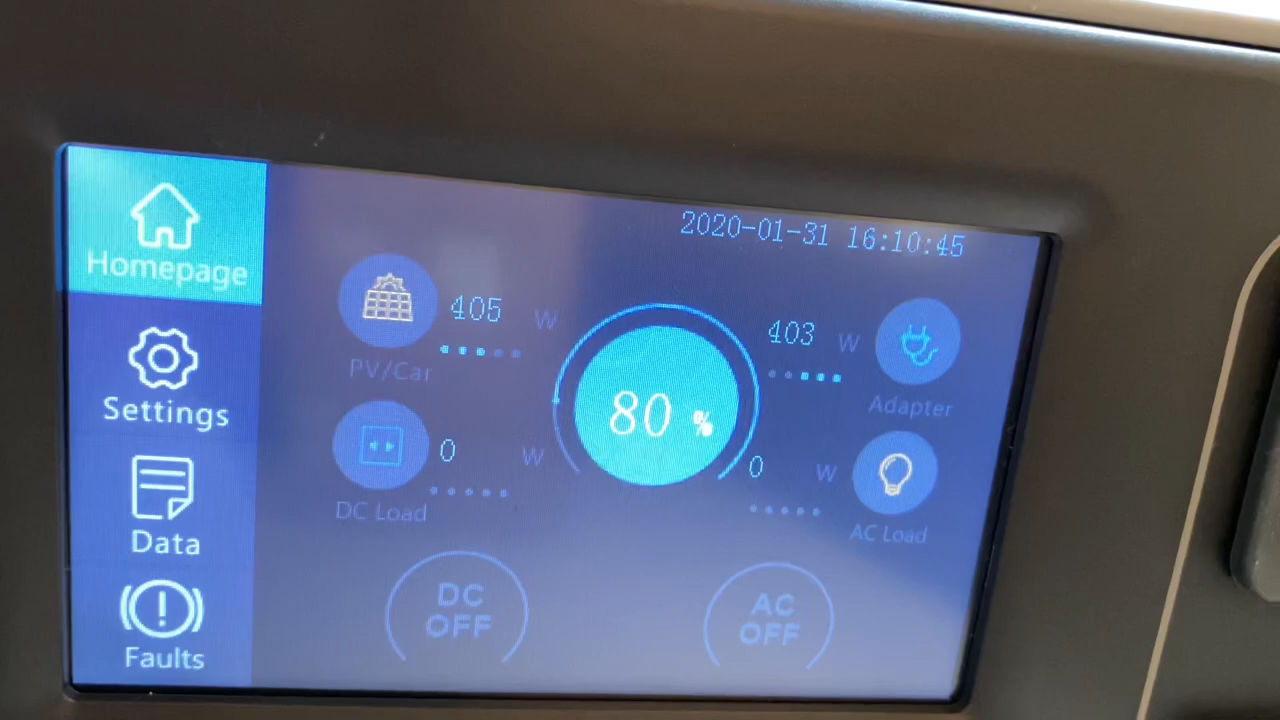 Homepage
Settings
Data
Faults
2020-01-31 16:10:45
405 W
PV/Car
403 W
Adapter
80 %
0 W
DC Load
0 W
AC Load
DC
OFF
AC
OFF